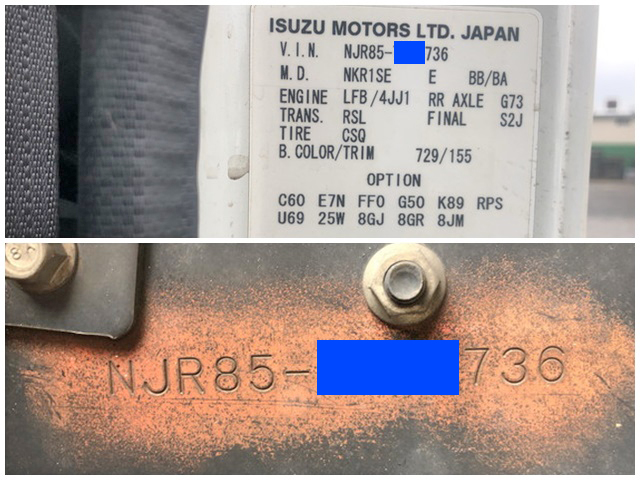 ISUZU MOTORS LTD. JAPAN
V.I.N. NJR85- 736
M.D. NKR1SE E BB/BA
ENGINE LFB/4JJ1 RR AXLE G73
TRANS. RSL FINAL S2J
TIRE CSQ
B.COLOR/TRIM 729/155
OPTION
C60 E7N FF0 G50 K89 RPS
U69 25W 8GJ 8GR 8JM
NJR85- 736